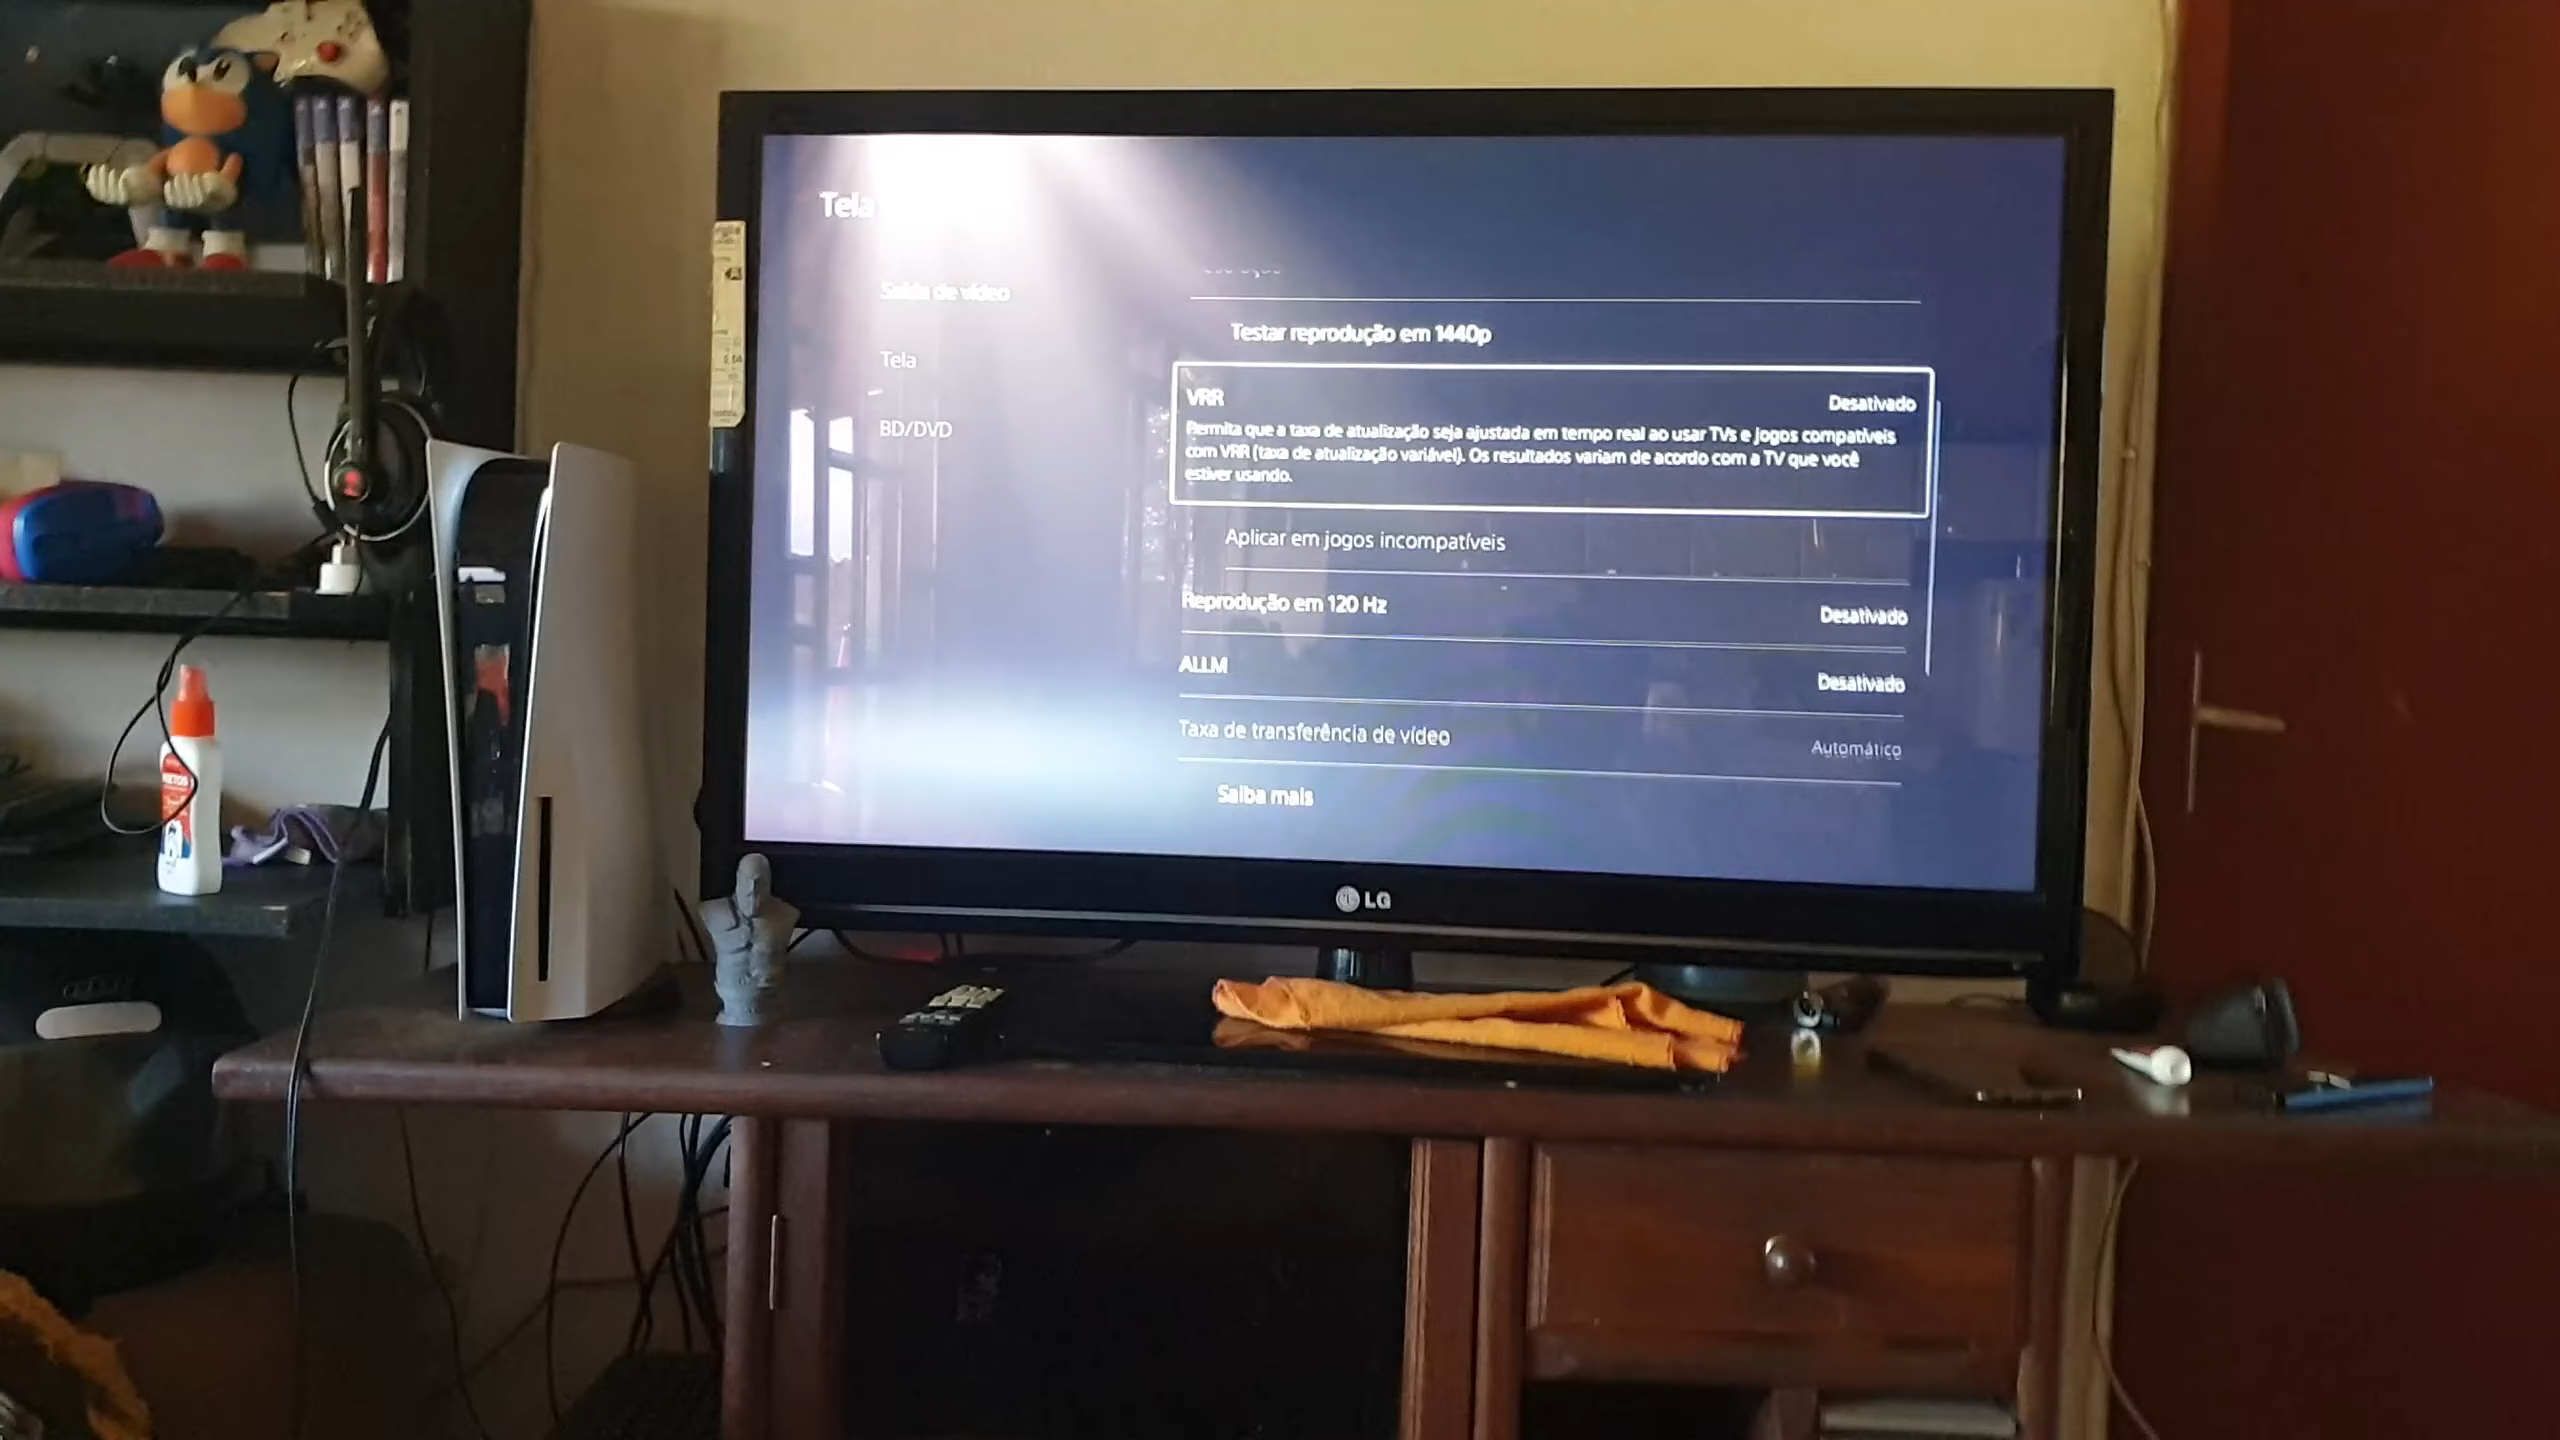 Tela
Saída de vídeo
Tela
BD/DVD
Testar reprodução em 1440p
VRR
Desativado
Permita que a taxa de atualização seja ajustada em tempo real ao usar TVs e jogos compatíveis
com VRR (taxa de atualização variável). Os resultados variam de acordo com a TV que você
estiver usando.
Aplicar em jogos incompatíveis
Reprodução em 120 Hz
Desativado
ALLM
Desativado
Taxa de transferência de vídeo
Automático
Saiba mais
LG